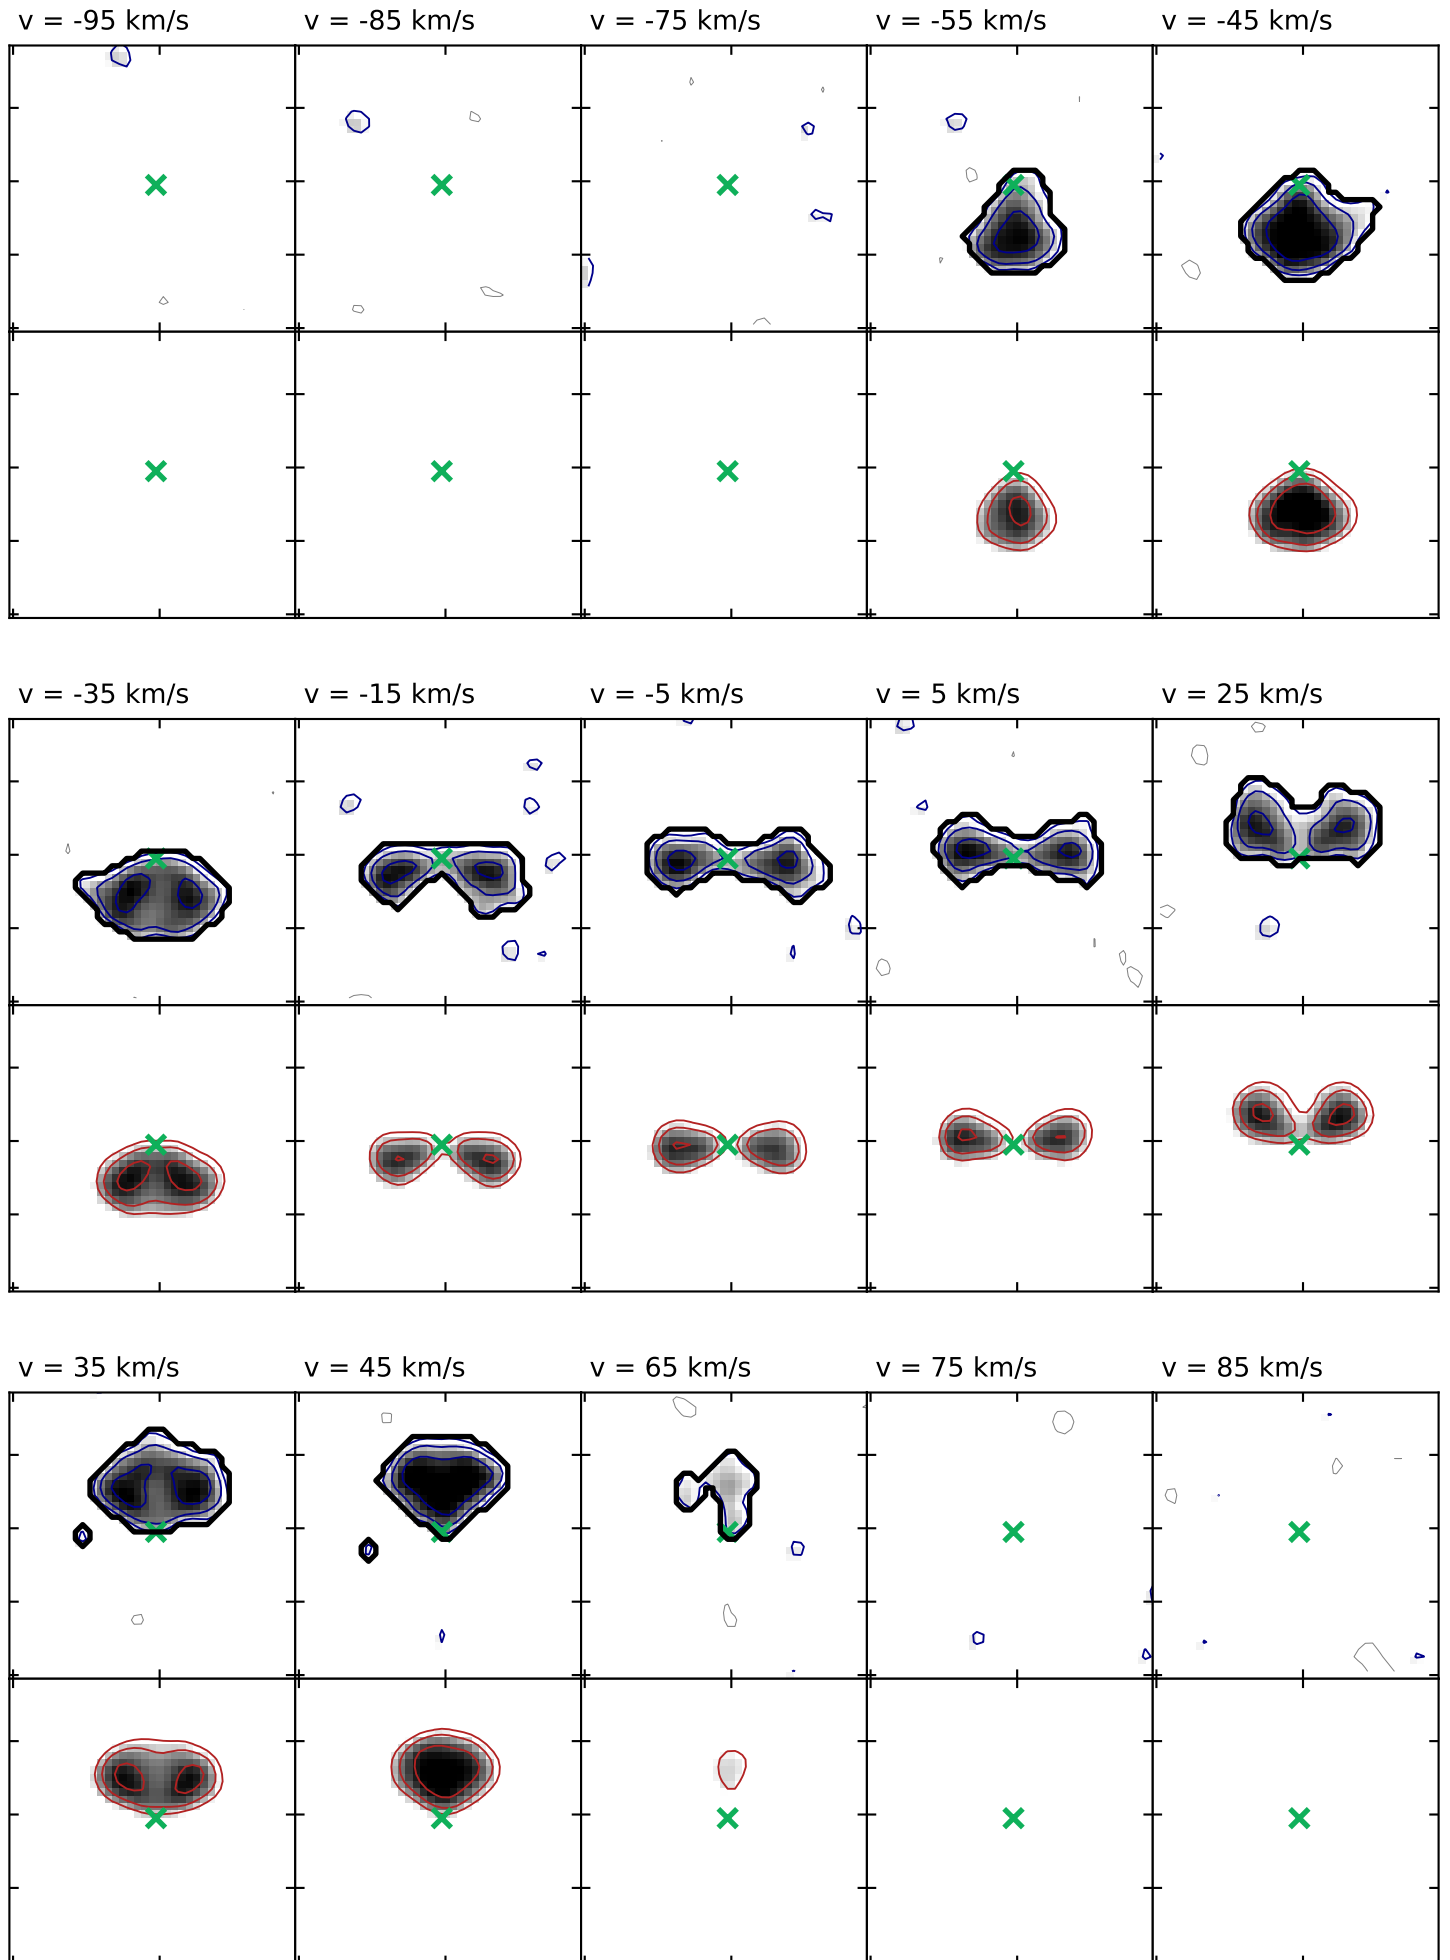 v = -95 km/s v = -85 km/s v = -75 km/s v = -55 km/s v = -45 km/s
v = -35 km/s v = -15 km/s v = -5 km/s v = 5 km/s v = 25 km/s
v = 35 km/s v = 45 km/s v = 65 km/s v = 75 km/s v = 85 km/s